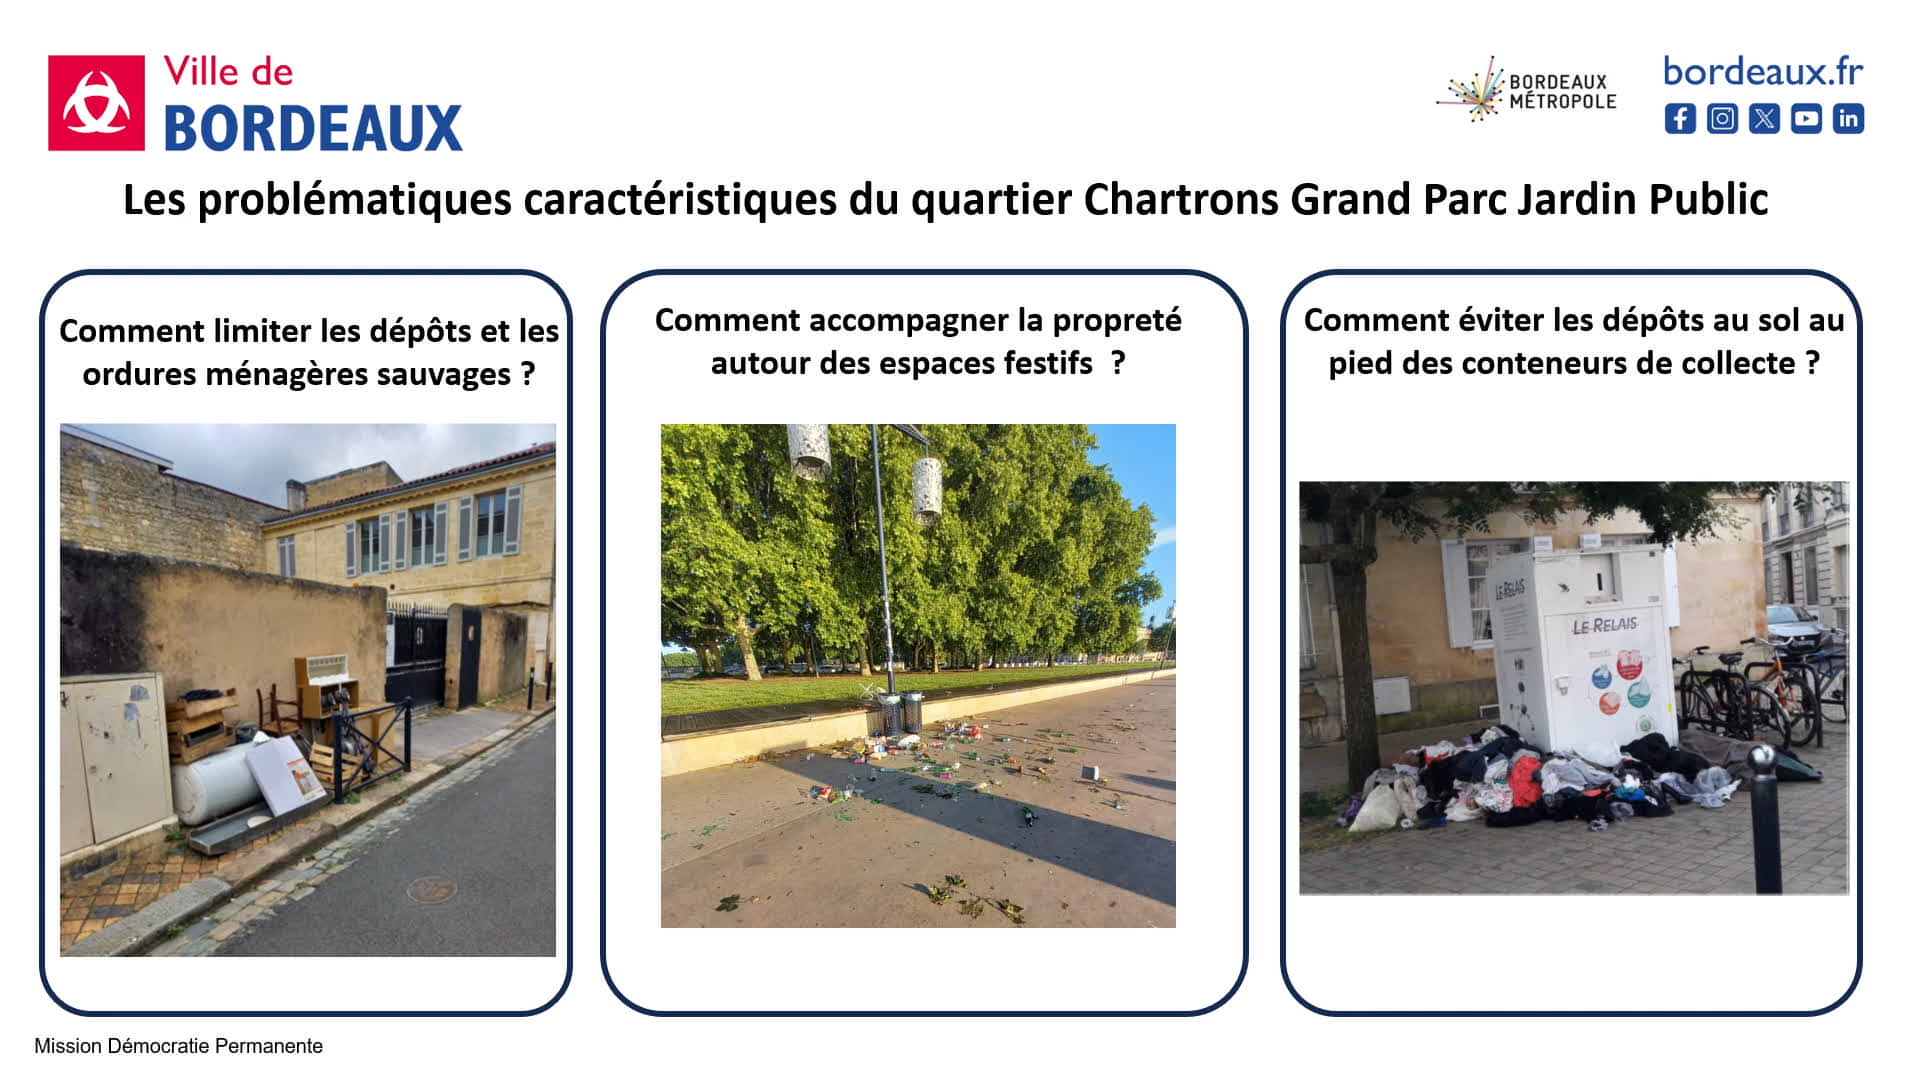 Ville de
BORDEAUX
BORDEAUX
MÉTROPOLE
bordeaux.fr
Les problématiques caractéristiques du quartier Chartrons Grand Parc Jardin Public
Comment limiter les dépôts et les
ordures ménagères sauvages ?
Comment accompagner la propreté
autour des espaces festifs  ?
Comment éviter les dépôts au sol au
pied des conteneurs de collecte ?
LE RELAIS
LE RELAIS
Mission Démocratie Permanente